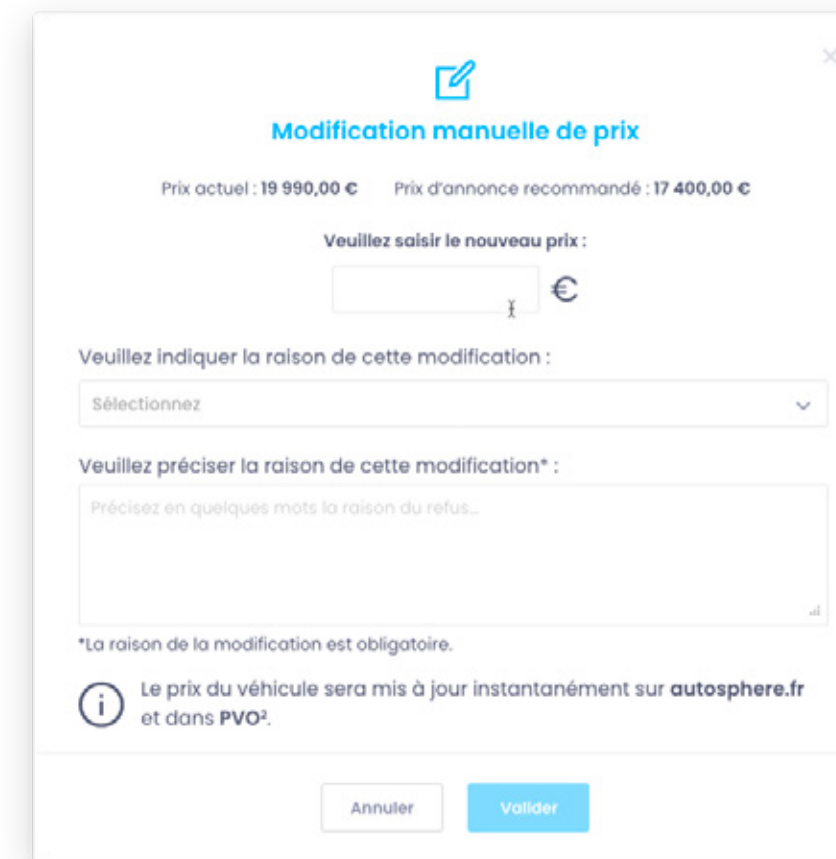 Modification manuelle de prix
Prix actuel : 19 990,00 € Prix d'annonce recommandé : 17 400,00 €
Veuillez saisir le nouveau prix :
€
Veuillez indiquer la raison de cette modification :
Sélectionnez
Veuillez préciser la raison de cette modification* :
Précisez en quelques mots la raison du refus...
*La raison de la modification est obligatoire.
Le prix du véhicule sera mis à jour instantanément sur autosphere.fr
et dans PVO².
Annuler Valider